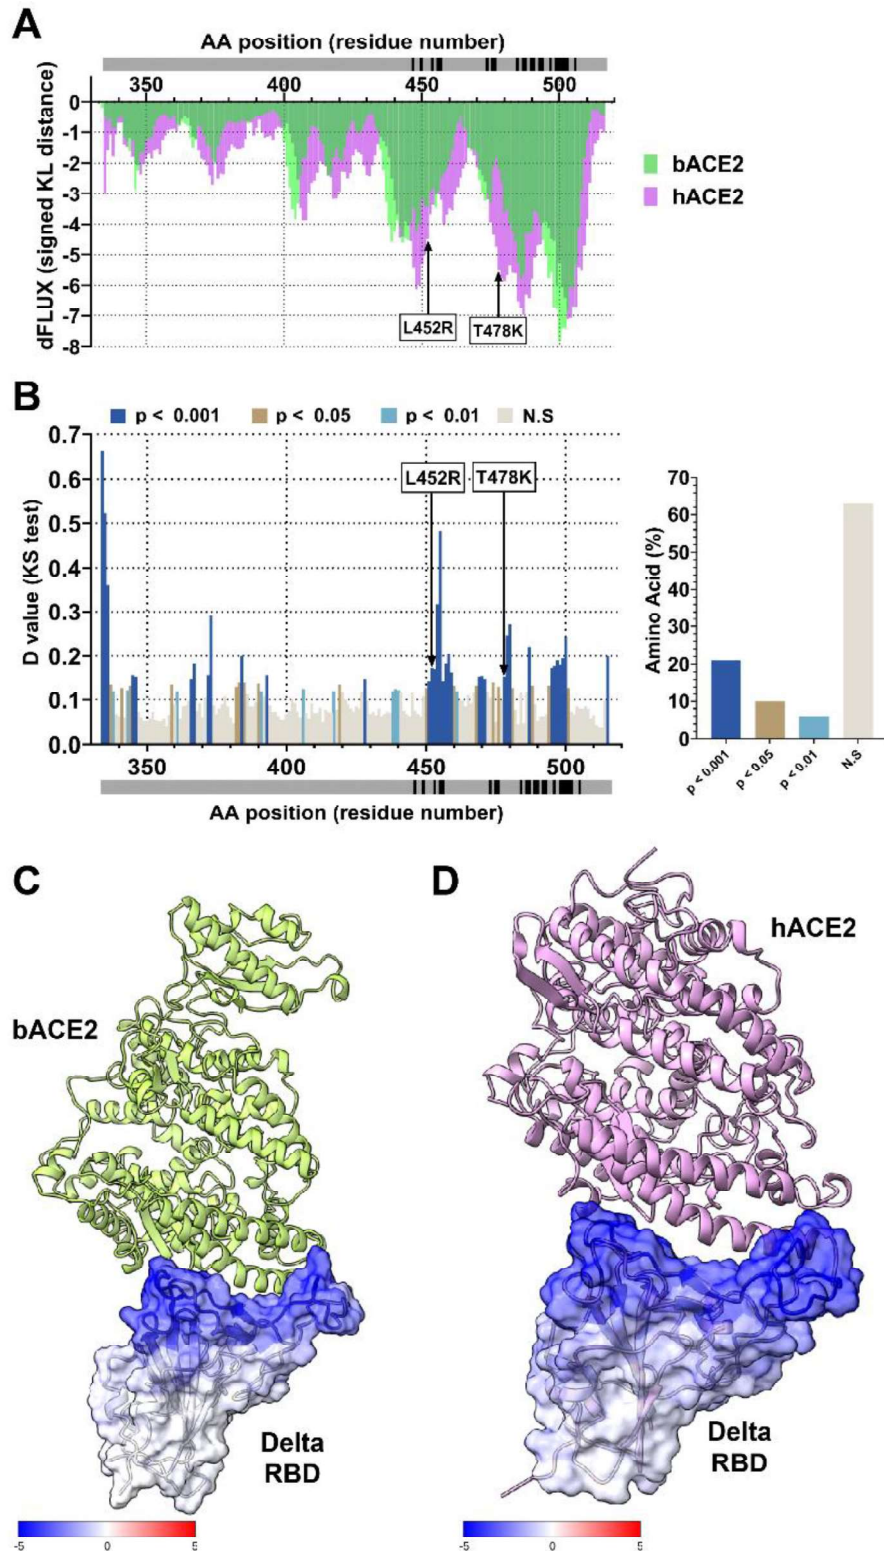 A
AA position (residue number)
350 400 450 500
0
-1
-2
-3
-4
-5
-6
-7
-8
dFLUX (signed KL distance)
L452R
T478K
bACE2
hACE2
B
p < 0.001 p < 0.05 p < 0.01 N.S
0.7
0.6
0.5
0.4
0.3
0.2
0.1
0.0
D value (KS test)
L452R
T478K
350 400 450 500
AA position (residue number)
70
60
50
40
30
20
10
0
Amino Acid (%)
p < 0.001
p < 0.05
p < 0.01
N.S
C
bACE2
Delta
RBD
-5 0 5
D
hACE2
Delta
RBD
-5 0 5